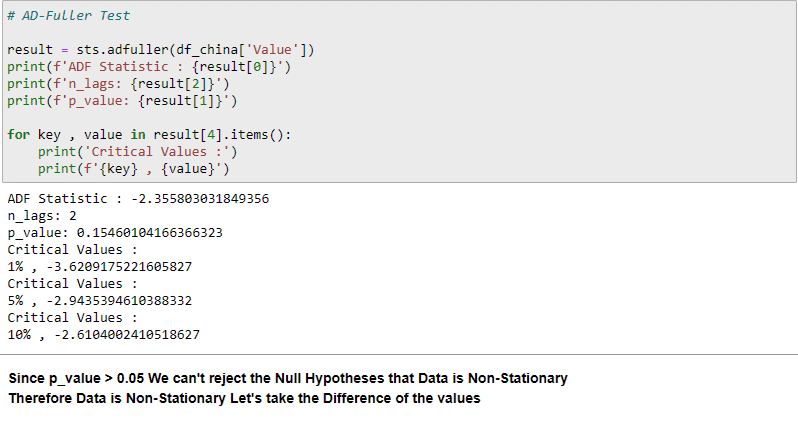 # AD-Fuller Test
result = sts.adfuller(df_china['Value'])
print(f'ADF Statistic : {result[0]}')
print(f'n_lags: {result[2]}')
print(f'p_value: {result[1]}')
for key , value in result[4].items():
    print('Critical Values :')
    print(f'{key} , {value}')
ADF Statistic : -2.355803031849356
n_lags: 2
p_value: 0.15460104166366323
Critical Values :
1% , -3.6209175221605827
Critical Values :
5% , -2.9435394610388332
Critical Values :
10% , -2.6104002410518627
Since p_value > 0.05 We can't reject the Null Hypotheses that Data is Non-Stationary
Therefore Data is Non-Stationary Let's take the Difference of the values